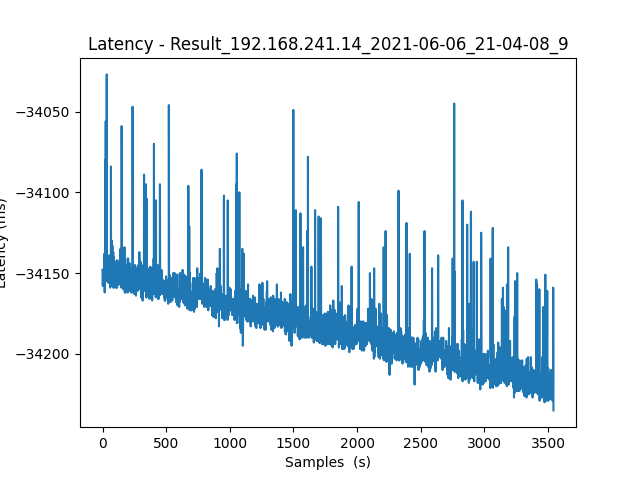 Latency - Result_192.168.241.14_2021-06-06_21-04-08_9
−34050
−34100
−34150
−34200
Latency (ms)
0 500 1000 1500 2000 2500 3000 3500
Samples  (s)